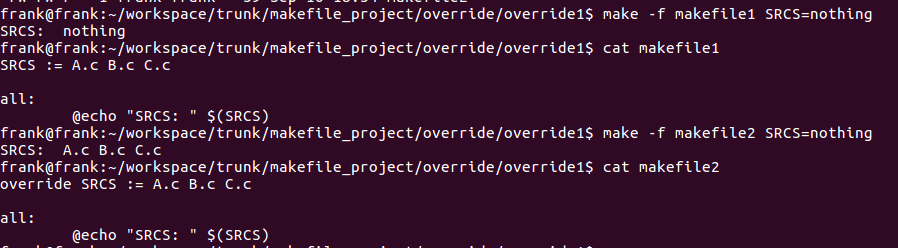 frank@frank:~/workspace/trunk/makefile_project/override/override1$ make -f makefile1 SRCS=nothing
SRCS:  nothing
frank@frank:~/workspace/trunk/makefile_project/override/override1$ cat makefile1
SRCS := A.c B.c C.c
all:
        @echo "SRCS: " $(SRCS)
frank@frank:~/workspace/trunk/makefile_project/override/override1$ make -f makefile2 SRCS=nothing
SRCS:  A.c B.c C.c
frank@frank:~/workspace/trunk/makefile_project/override/override1$ cat makefile2
override SRCS := A.c B.c C.c
all:
        @echo "SRCS: " $(SRCS)